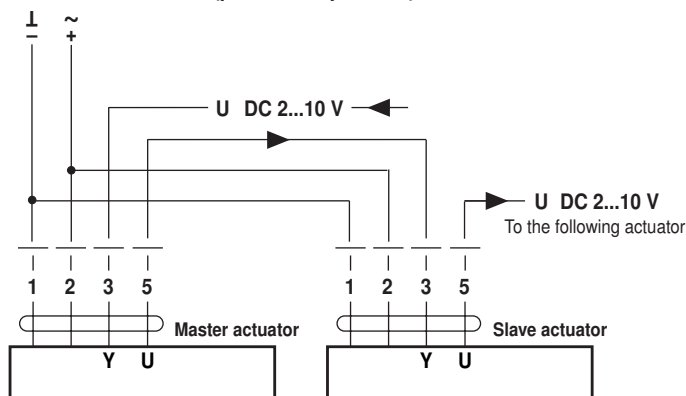 ⊥ ~
– +
U DC 2...10 V
U DC 2...10 V
To the following actuator
1 2 3 5
1 2 3 5
Master actuator
Slave actuator
Y U
Y U